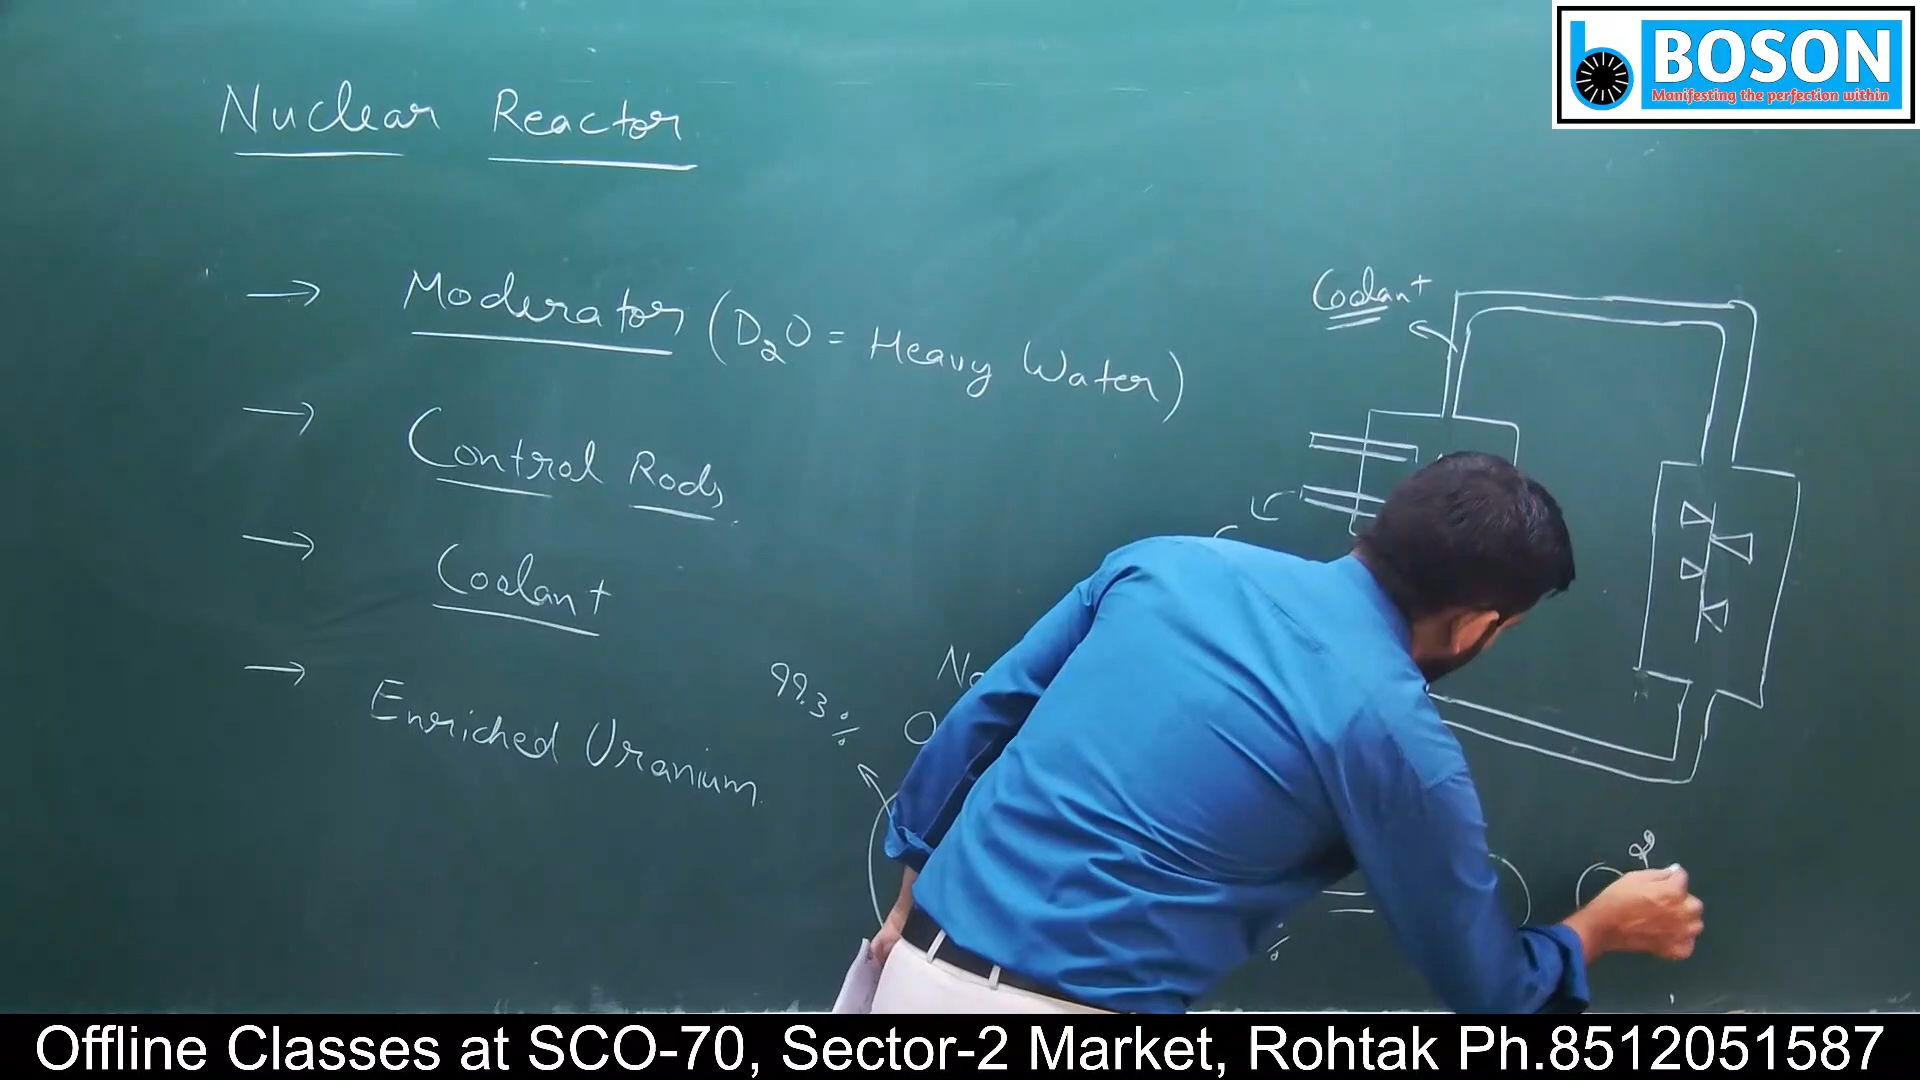 BOSON
Manifesting the perfection within
Nuclear Reactor
→ Moderator (D₂O = Heavy Water)
→ Control Rods
→ Coolant
→ Enriched Uranium
Coolant
99.3%
Offline Classes at SCO-70, Sector-2 Market, Rohtak Ph.8512051587